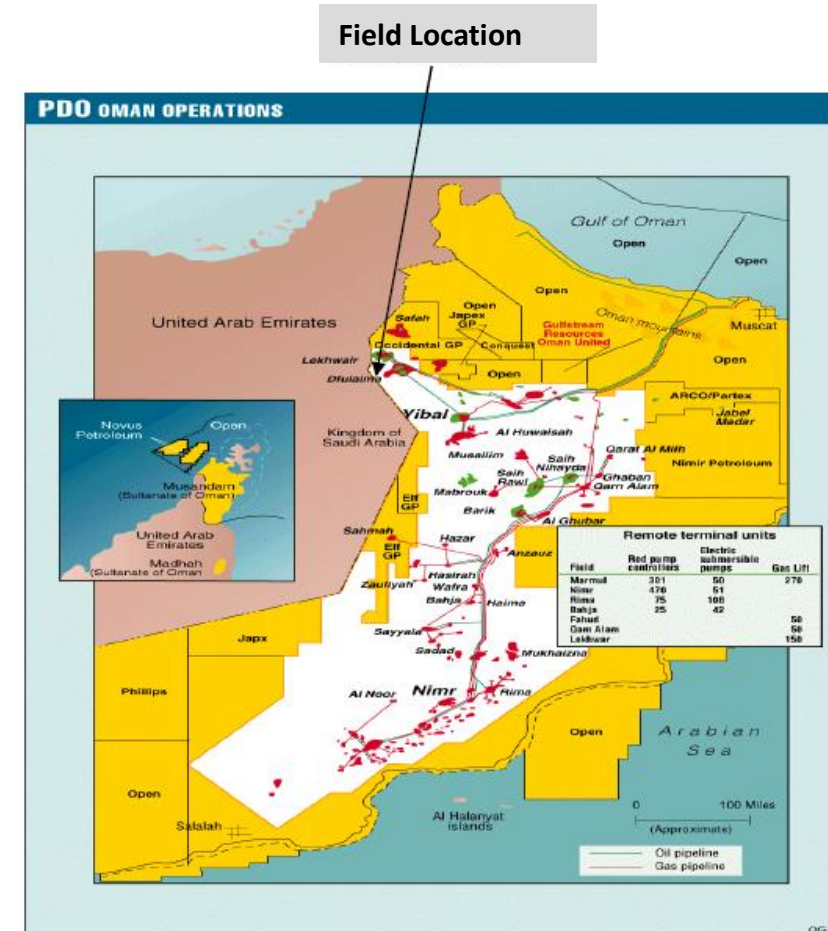 Field Location
PDO OMAN OPERATIONS
Gulf of Oman
Open
Open
Open
Open
Japex
GP
Safah
Oman mountains
United Arab Emirates
Occidental GP
Conquest
Gulfstream
Resources
Oman United
Muscat
Lekhwair
Open
Open
Dhulaima
ARCO/Partex
Yibal
Jabel
Madar
Novus
Petroleum
Open
Kingdom of
Saudi Arabia
Al Huwaisah
Qarat Al Milh
Musallim
Saih
Nihayda
Nimir Petroleum
Saih
Rawl
Ghaban
Qarn Alam
Musandam
(Sultanate of Oman)
Mabrouk
Elf
GP
Barik
Al Ghubar
United Arab
Emirates
Sahmah
Hazar
Anzauz
Elf
GP
Madhah
(Sultanate of Oman
Hasirah
Wafra
Zauliyah
Bahja
Haima
Remote terminal units
Field
Rod pump
controllers
Electric
submersible
pumps
Gas Lift
Marmul 301 50 270
Nimr 470 51
Rima 75 108
Bahja 25 42
Fahud 50
Qarn Alam 50
Lekhwar 150
Japx
Sayyala
Sadad
Mukhaizna
Phillips
Al Noor
Nimr
Rima
Open
Arabian
Sea
Open
Salalah
Al Halanyat
islands
0 100 Miles
(Approximate)
Oil pipeline
Gas pipeline